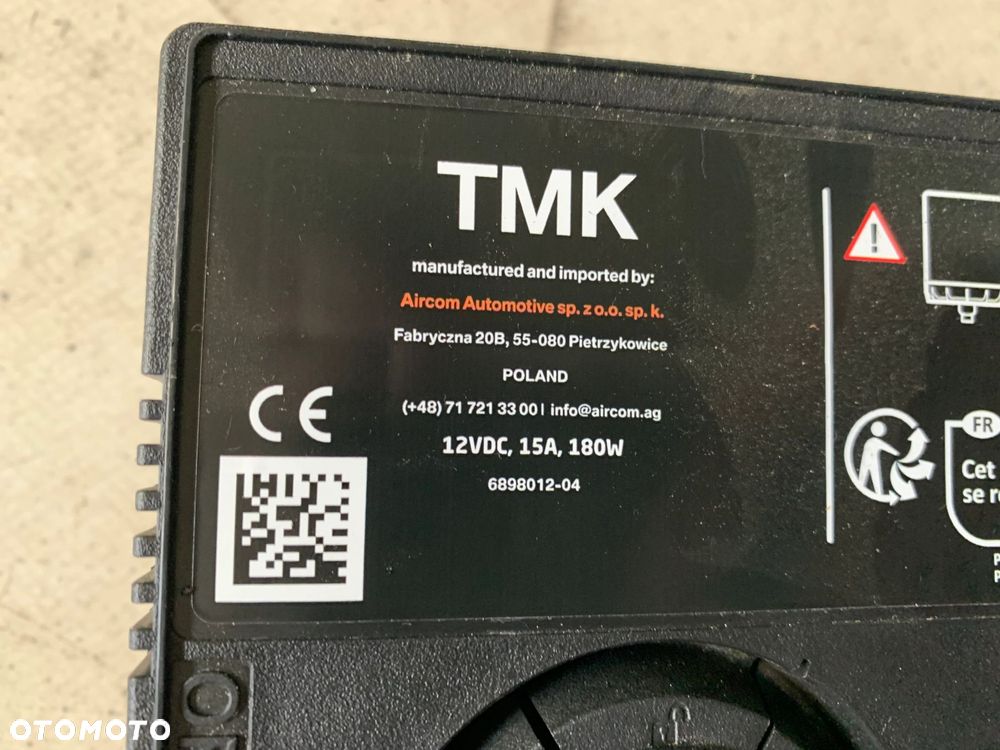 TMK
manufactured and imported by:
Aircom Automotive sp. z o.o. sp. k.
Fabryczna 20B, 55-080 Pietrzykowice
POLAND
(+48) 71 721 33 00 | info@aircom.ag
12VDC, 15A, 180W
6898012-04
CE
FR
Cet
se
OTOMOTO